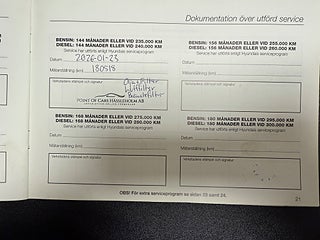 Dokumentation över utförd service
BENSIN: 144 MÅNADER ELLER VID 235.000 KM
DIESEL: 144 MÅNADER ELLER VID 240.000 KM
Service har utförts enligt Hyundais serviceprogram
Datum 2026-01-23
Mätarställning (km) 180518
Verkstadens stämpel och signatur
Oljefilter
Luftfilter
Bränslefilter
POINT OF CARS HÄSSLEHOLM AB
BENSIN: 156 MÅNADER ELLER VID 255.000 KM
DIESEL: 156 MÅNADER ELLER VID 260.000 KM
Service har utförts enligt Hyundais serviceprogram
Datum
Mätarställning (km)
Verkstadens stämpel och signatur
BENSIN: 168 MÅNADER ELLER VID 275.000 KM
DIESEL: 168 MÅNADER ELLER VID 280.000 KM
Service har utförts enligt Hyundais serviceprogram
Datum
Mätarställning (km)
Verkstadens stämpel och signatur
BENSIN: 180 MÅNADER ELLER VID 295.000 KM
DIESEL: 180 MÅNADER ELLER VID 300.000 KM
Service har utförts enligt Hyundais serviceprogram
Datum
Mätarställning (km)
Verkstadens stämpel och signatur
OBS! För extra serviceprogram se sidan 15 samt 24.
21